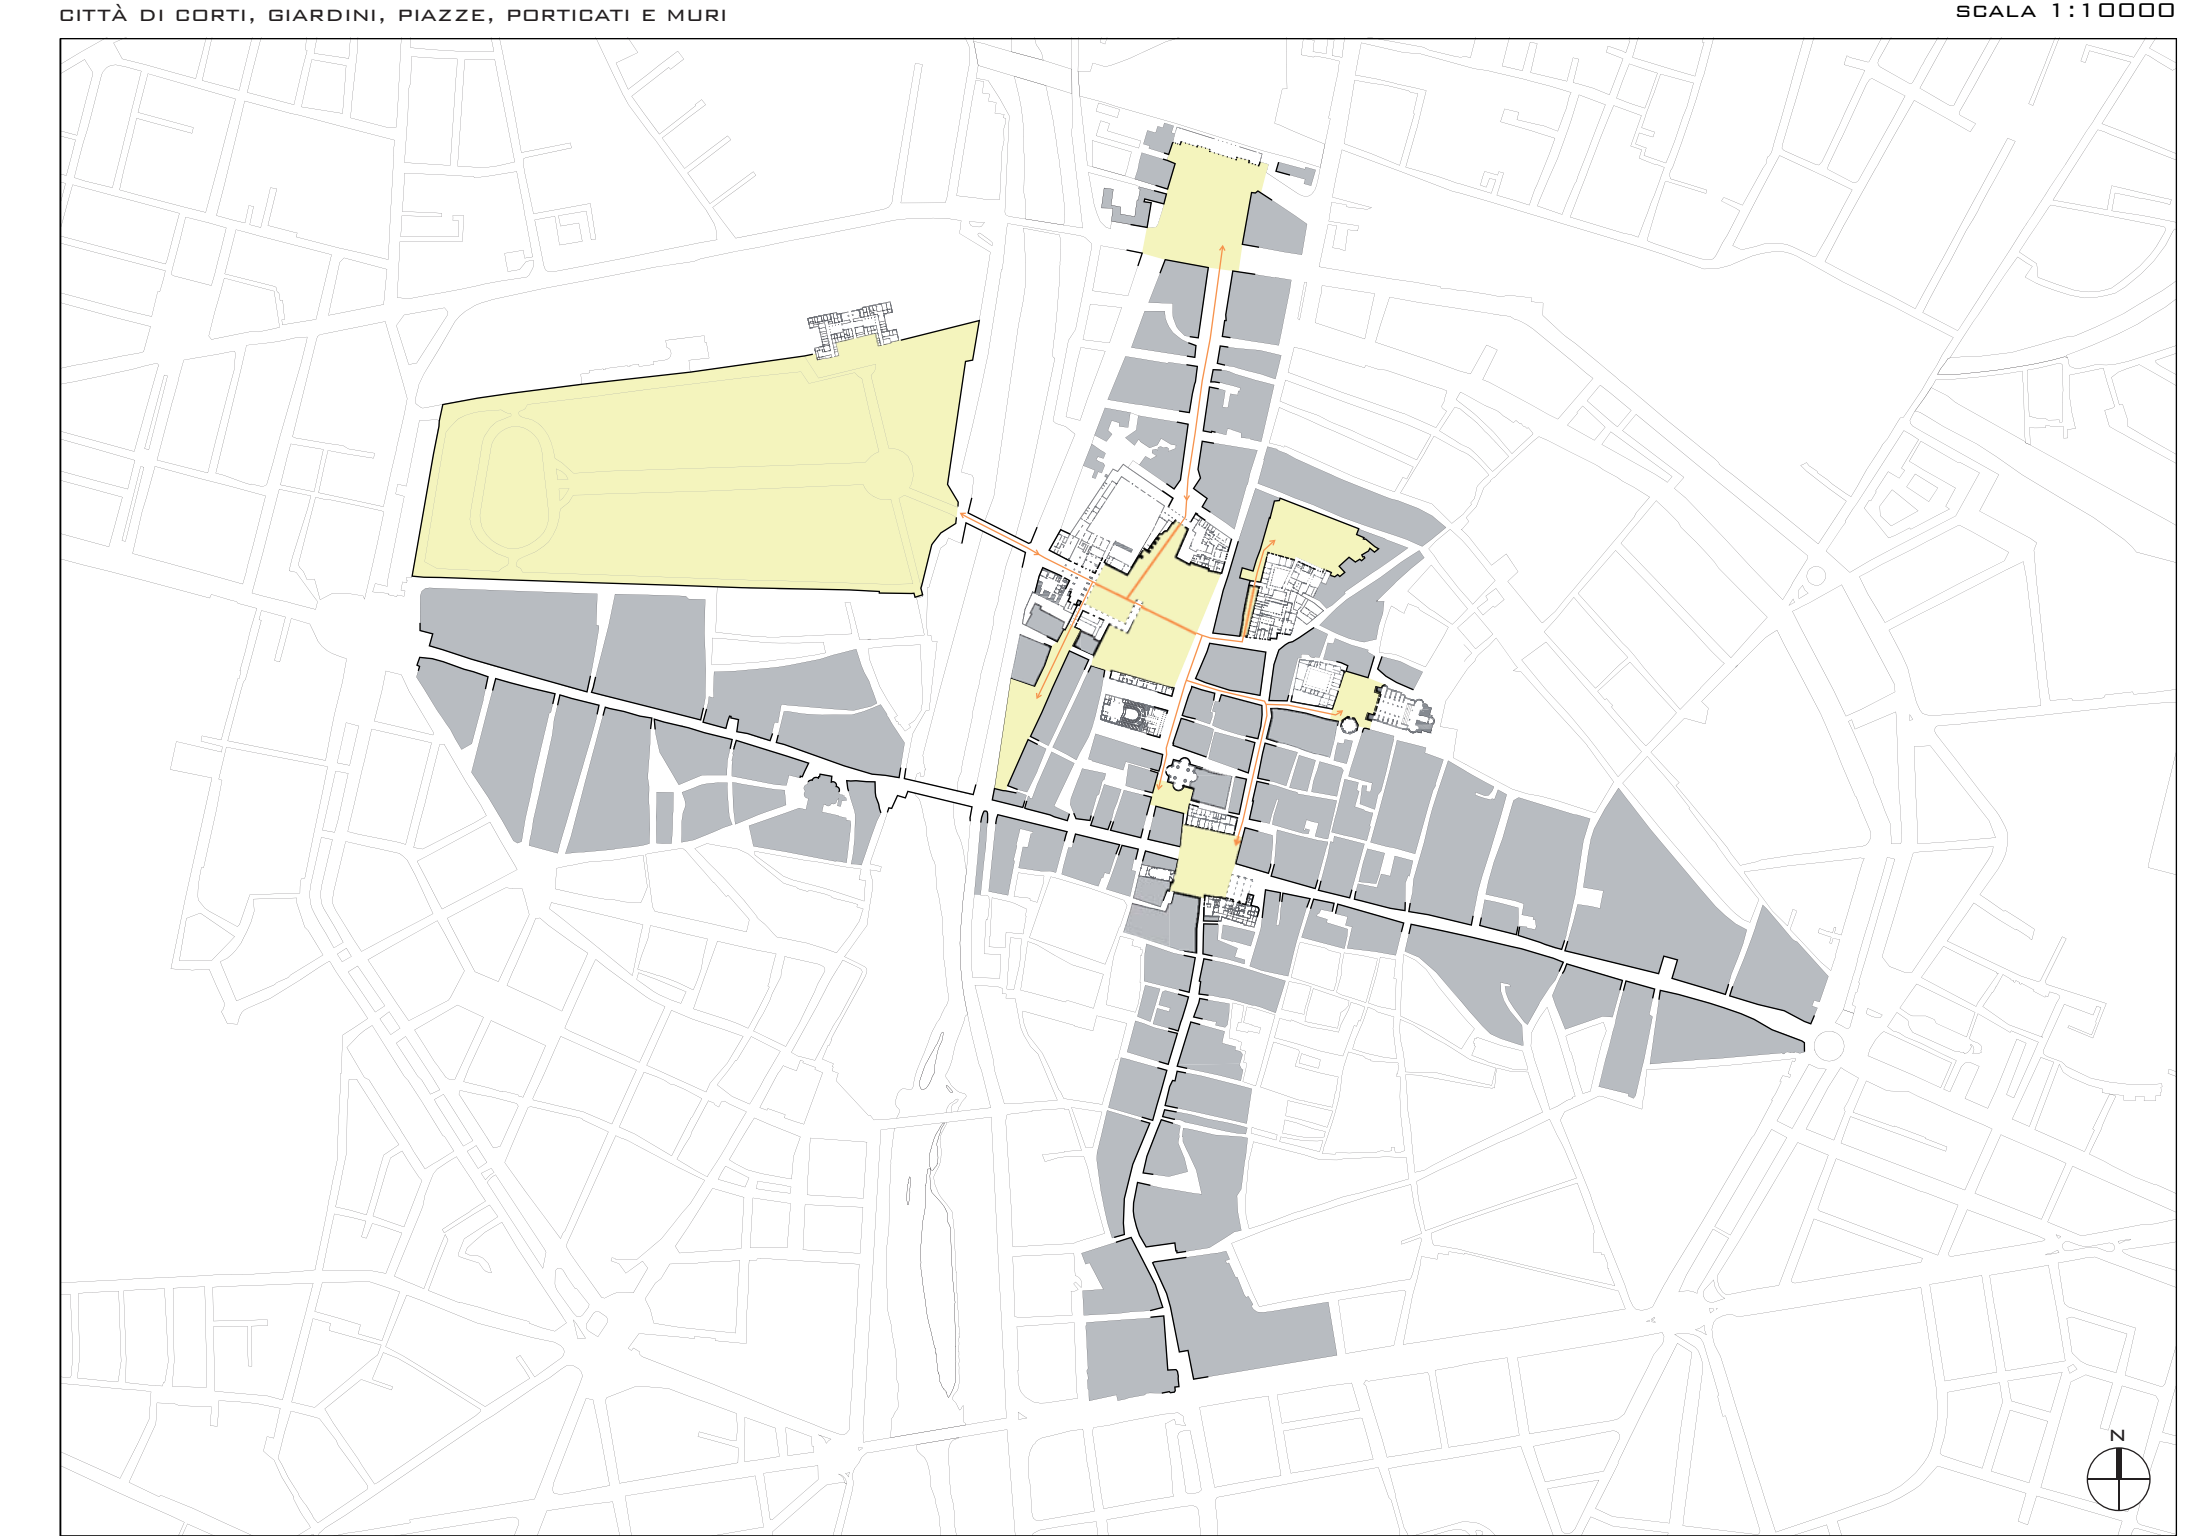 CITTÀ DI CORTI, GIARDINI, PIAZZE, PORTICATI E MURI
SCALA 1:10000
N